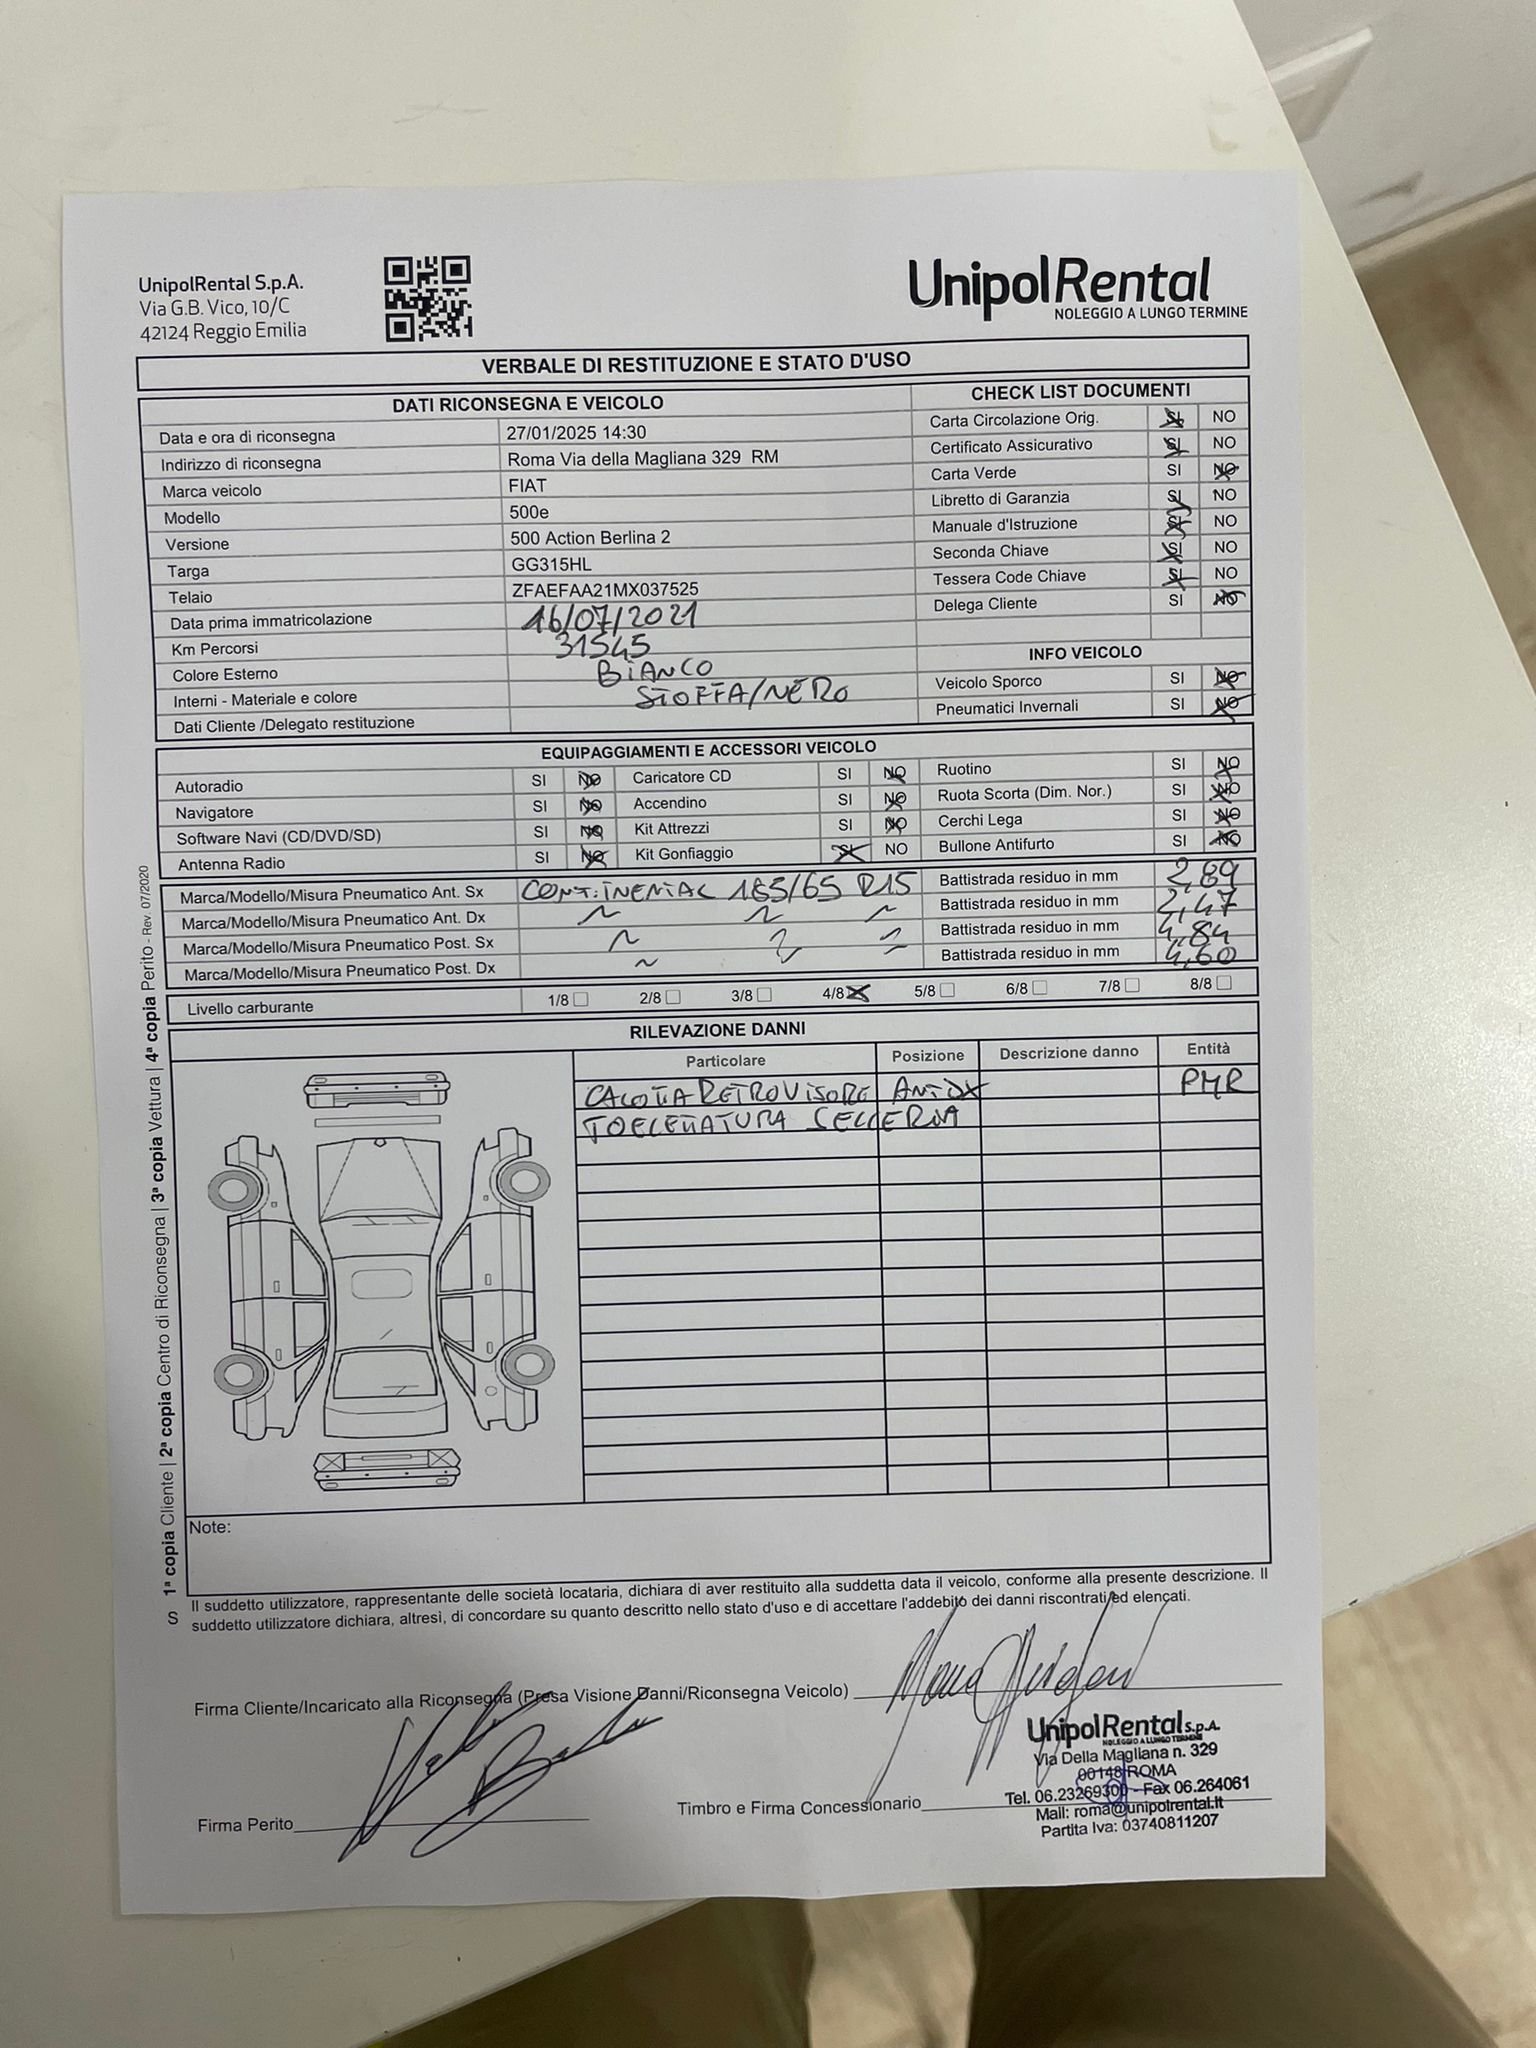 UnipolRental S.p.A.
Via G.B. Vico, 10/C
42124 Reggio Emilia
UnipolRental
NOLEGGIO A LUNGO TERMINE
VERBALE DI RESTITUZIONE E STATO D'USO
DATI RICONSEGNA E VEICOLO
Data e ora di riconsegna 27/01/2025 14:30
Indirizzo di riconsegna Roma Via della Magliana 329 RM
Marca veicolo FIAT
Modello 500e
Versione 500 Action Berlina 2
Targa GG315HL
Telaio ZFAEFAA21MX037525
Data prima immatricolazione 16/07/2021
Km Percorsi 31545
Colore Esterno BIANCO
Interni - Materiale e colore STOFFA/NERO
Dati Cliente /Delegato restituzione
CHECK LIST DOCUMENTI
Carta Circolazione Orig. SI NO
Certificato Assicurativo SI NO
Carta Verde SI NO
Libretto di Garanzia SI NO
Manuale d'Istruzione SI NO
Seconda Chiave SI NO
Tessera Code Chiave SI NO
Delega Cliente SI NO
INFO VEICOLO
Veicolo Sporco SI NO
Pneumatici Invernali SI NO
EQUIPAGGIAMENTI E ACCESSORI VEICOLO
Autoradio SI NO Caricatore CD SI NO Ruotino SI NO
Navigatore SI NO Accendino SI NO Ruota Scorta (Dim. Nor.) SI NO
Software Navi (CD/DVD/SD) SI NO Kit Attrezzi SI NO Cerchi Lega SI NO
Antenna Radio SI NO Kit Gonfiaggio SI NO Bullone Antifurto SI NO
Marca/Modello/Misura Pneumatico Ant. Sx CONTINENTAL 185/65 R15 Battistrada residuo in mm 2,89
Marca/Modello/Misura Pneumatico Ant. Dx Battistrada residuo in mm 2,47
Marca/Modello/Misura Pneumatico Post. Sx Battistrada residuo in mm 4,84
Marca/Modello/Misura Pneumatico Post. Dx Battistrada residuo in mm 4,60
Livello carburante 1/8 2/8 3/8 4/8 5/8 6/8 7/8 8/8
RILEVAZIONE DANNI
Particolare Posizione Descrizione danno Entità
CALOTTA RETROVISORE ANT DX PMR
TOELETTATURA SELLERIA
Note:
Il suddetto utilizzatore, rappresentante delle società locataria, dichiara di aver restituito alla suddetta data il veicolo, conforme alla presente descrizione. Il
suddetto utilizzatore dichiara, altresì, di concordare su quanto descritto nello stato d'uso e di accettare l'addebito dei danni riscontrati ed elencati.
Firma Cliente/Incaricato alla Riconsegna (Presa Visione Danni/Riconsegna Veicolo)
Firma Perito
Timbro e Firma Concessionario
UnipolRental S.p.A.
NOLEGGIO A LUNGO TERMINE
Via Della Magliana n. 329
00148 ROMA
Tel. 06.23269300 - Fax 06.264061
Mail: roma@unipolrental.it
Partita Iva: 03740811207
1ª copia Cliente | 2ª copia Centro di Riconsegna | 3ª copia Vettura | 4ª copia Perito - Rev. 07/2020
S